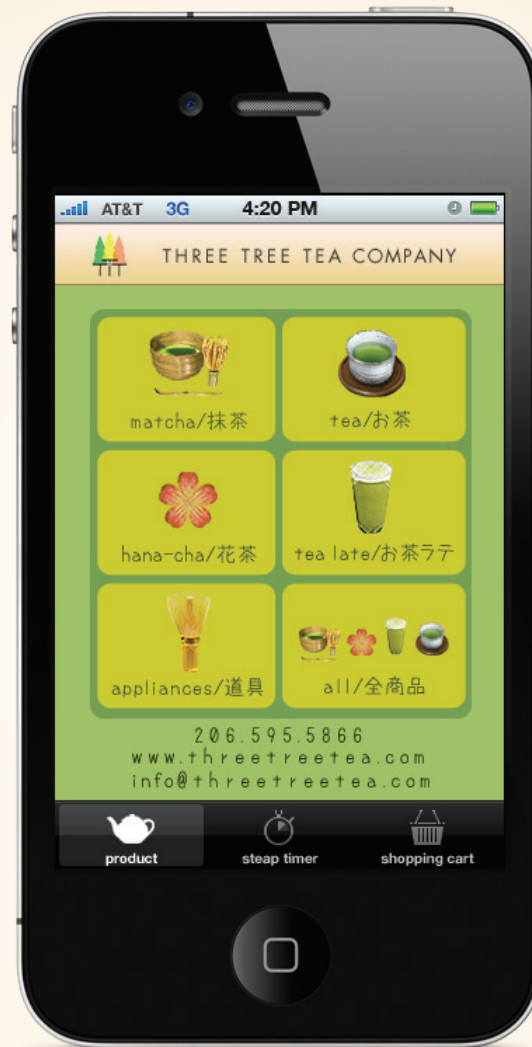 AT&T 3G 4:20 PM
THREE TREE TEA COMPANY
matcha/抹茶
tea/お茶
hana-cha/花茶
tea late/お茶ラテ
appliances/道具
all/全商品
206.595.5866
www.threetreetea.com
info@threetreetea.com
product
steap timer
shopping cart